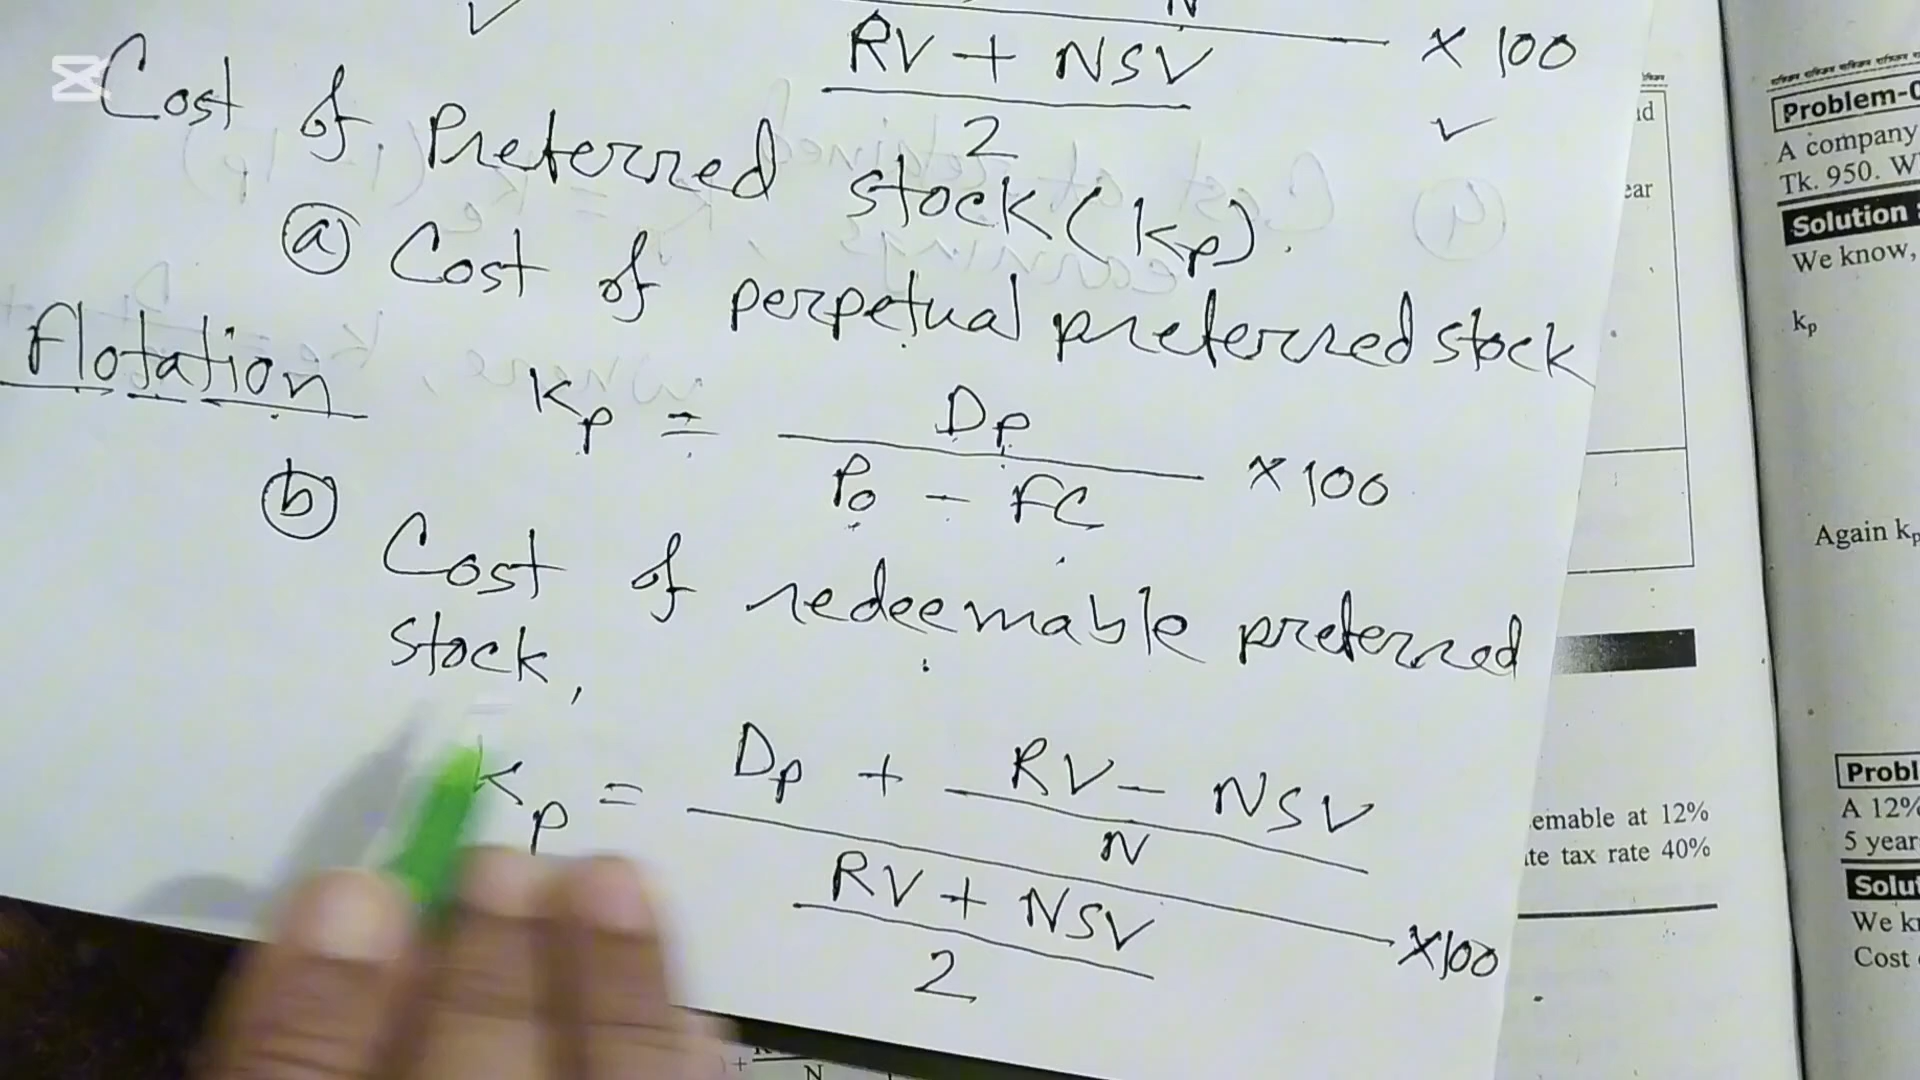 N
RV + NSV × 100
2
Cost of Preferred stock (kp).
(a) Cost of perpetual preferred stock
Flotation
kp = Dp
P0 - FC × 100
(b) Cost of redeemable preferred
stock,
kp = Dp + RV - NSV
N
RV + NSV
2 ×100
id
ear
emable at 12%
te tax rate 40%
Problem-0
A company
Tk. 950. W
Solution :
We know,
kp
Again kp
Probl
A 12%
5 year
Solu
We k
Cost
N